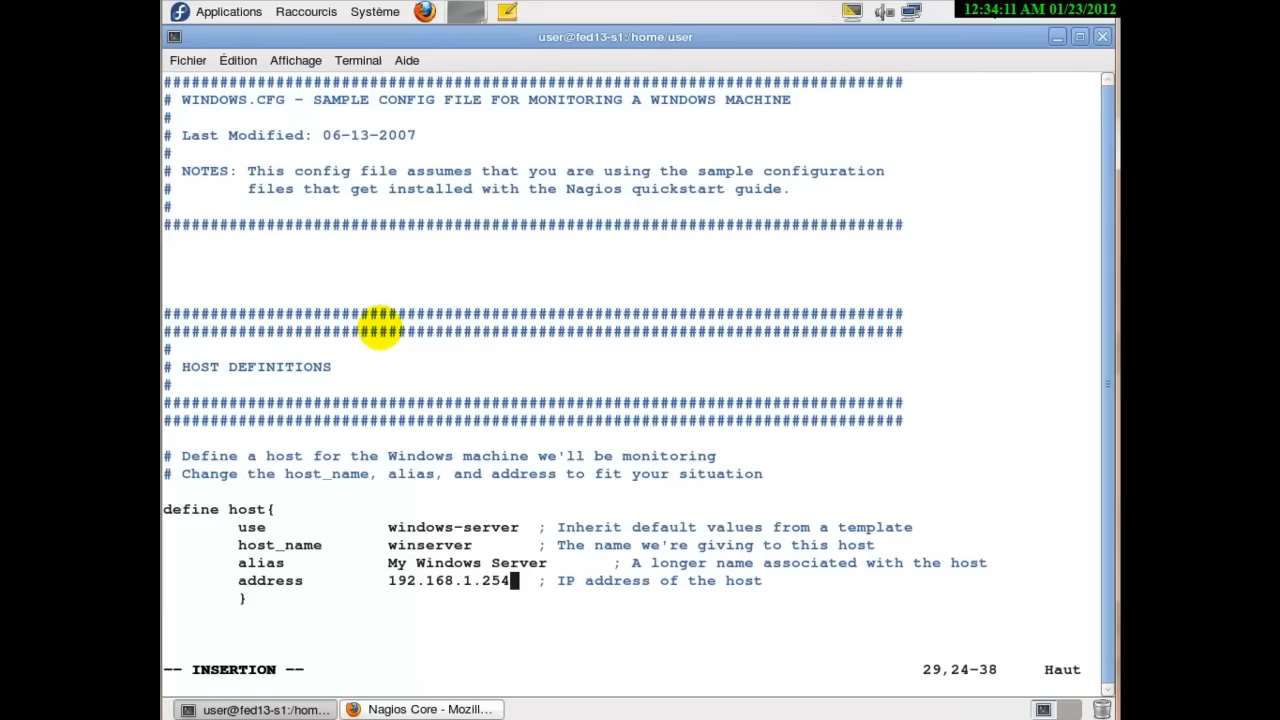 Applications Raccourcis Système 12:34:11 AM 01/23/2012
user@fed13-s1:/home/user
Fichier Édition Affichage Terminal Aide
###############################################################################
# WINDOWS.CFG - SAMPLE CONFIG FILE FOR MONITORING A WINDOWS MACHINE
#
# Last Modified: 06-13-2007
#
# NOTES: This config file assumes that you are using the sample configuration
# files that get installed with the Nagios quickstart guide.
#
###############################################################################
###############################################################################
###############################################################################
#
# HOST DEFINITIONS
#
###############################################################################
###############################################################################
# Define a host for the Windows machine we'll be monitoring
# Change the host_name, alias, and address to fit your situation
define host{
use windows-server ; Inherit default values from a template
host_name winserver ; The name we're giving to this host
alias My Windows Server ; A longer name associated with the host
address 192.168.1.254 ; IP address of the host
}
-- INSERTION -- 29,24-38 Haut
user@fed13-s1:/hom... Nagios Core - Mozill...